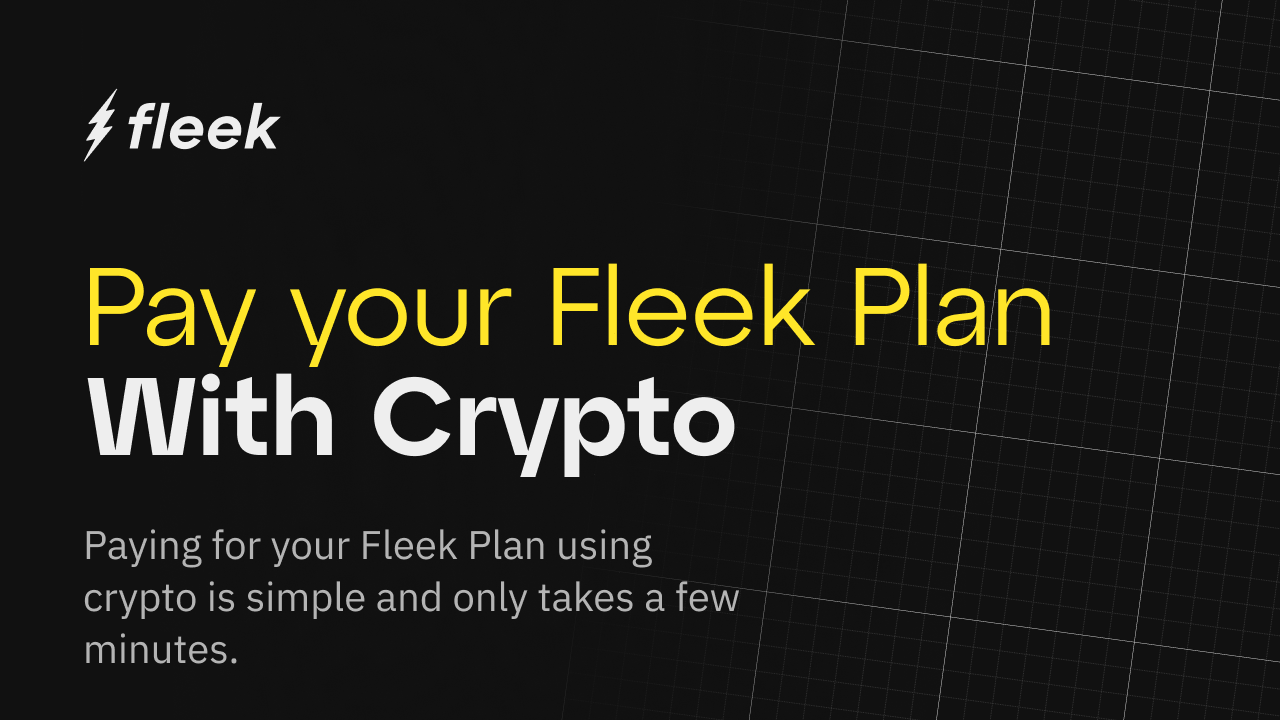 fleek
Pay your Fleek Plan
With Crypto
Paying for your Fleek Plan using
crypto is simple and only takes a few
minutes.